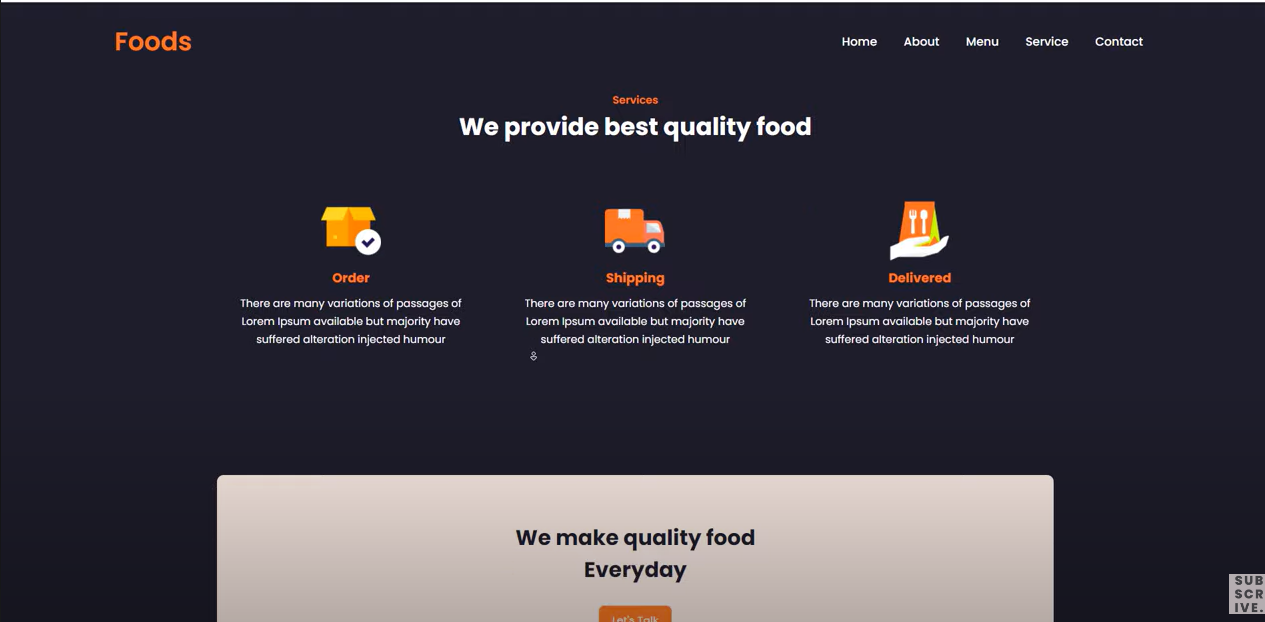 Foods
Home About Menu Service Contact
Services
We provide best quality food
Order
There are many variations of passages of
Lorem Ipsum available but majority have
suffered alteration injected humour
Shipping
There are many variations of passages of
Lorem Ipsum available but majority have
suffered alteration injected humour
Delivered
There are many variations of passages of
Lorem Ipsum available but majority have
suffered alteration injected humour
We make quality food
Everyday
Let's Talk
SUB
SCR
IVE.